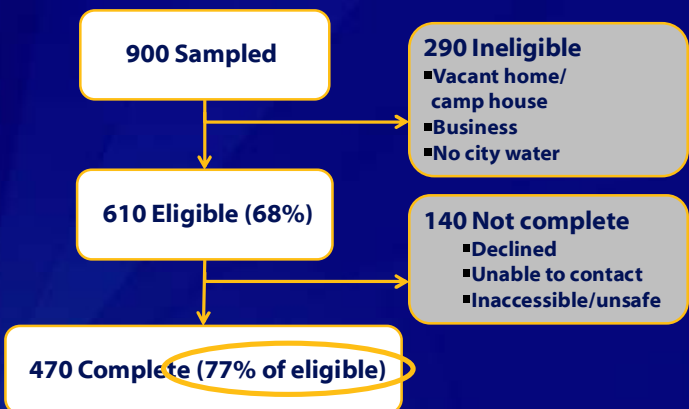 900 Sampled
290 Ineligible
▪Vacant home/
camp house
▪Business
▪No city water
610 Eligible (68%)
140 Not complete
▪Declined
▪Unable to contact
▪Inaccessible/unsafe
470 Complete (77% of eligible)